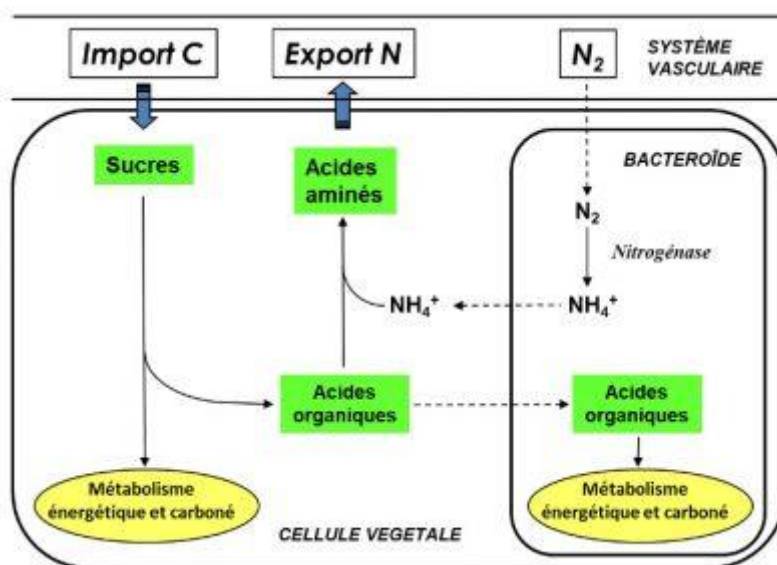 Import C
Export N
N₂
SYSTÈME
VASCULAIRE
Sucres
Acides
aminés
BACTEROÏDE
N₂
Nitrogénase
NH₄⁺
NH₄⁺
Acides
organiques
Acides
organiques
Métabolisme
énergétique et carboné
Métabolisme
énergétique et carboné
CELLULE VEGETALE